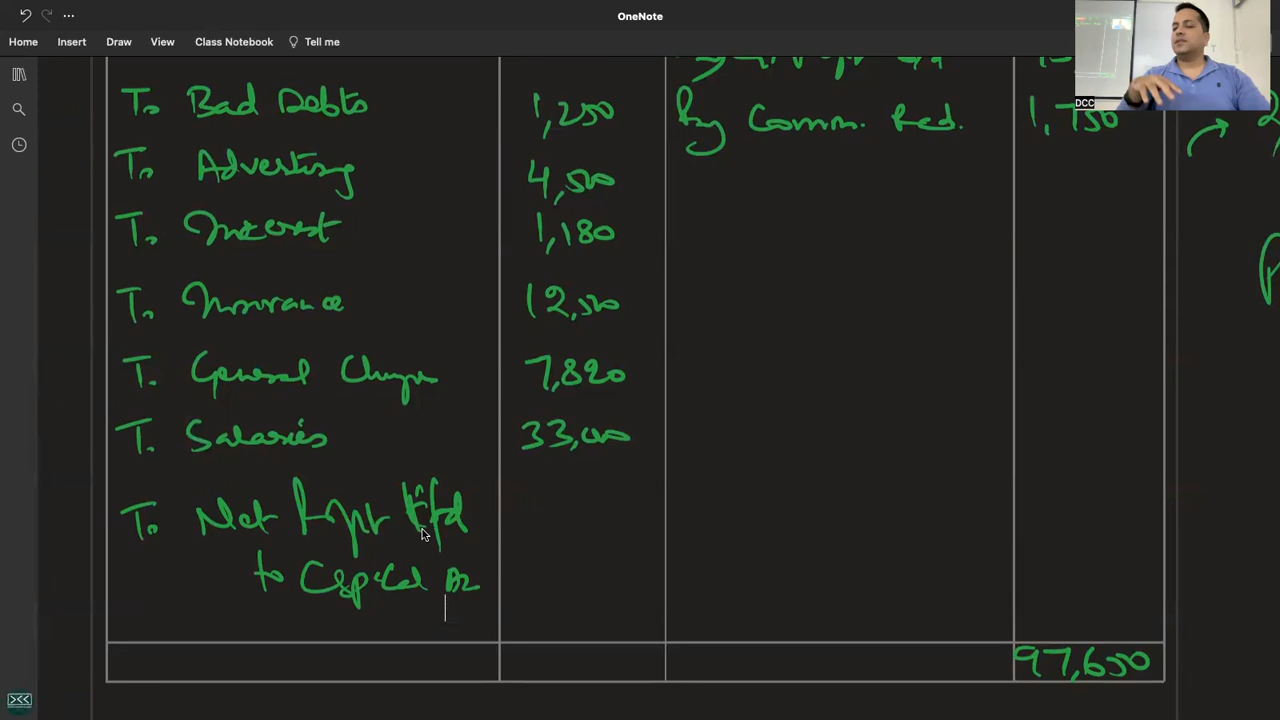 OneNote
Home Insert Draw View Class Notebook Tell me
To Bad Debts 1,250 By Comm. Red. 1,750
To Advertising 4,500
To Interest 1,180
To Insurance 12,500
To General Charges 7,820
To Salaries 33,000
To Net Profit tfd
to Capital A/c
97,650
DCC